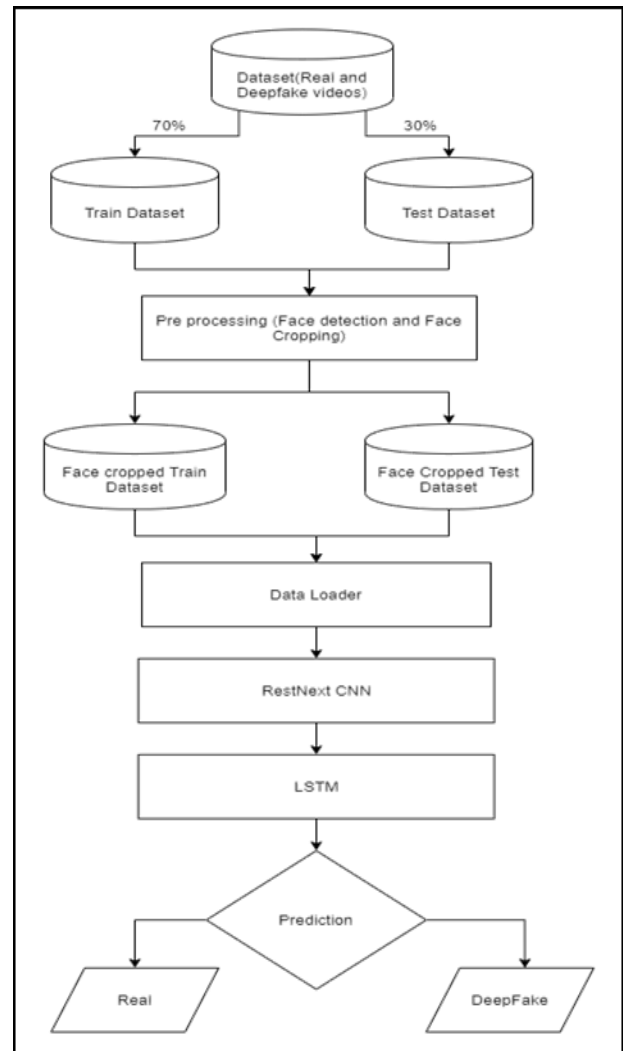 Dataset(Real and
Deepfake videos)
70%
30%
Train Dataset
Test Dataset
Pre processing (Face detection and Face
Cropping)
Face cropped Train
Dataset
Face Cropped Test
Dataset
Data Loader
RestNext CNN
LSTM
Prediction
Real
DeepFake